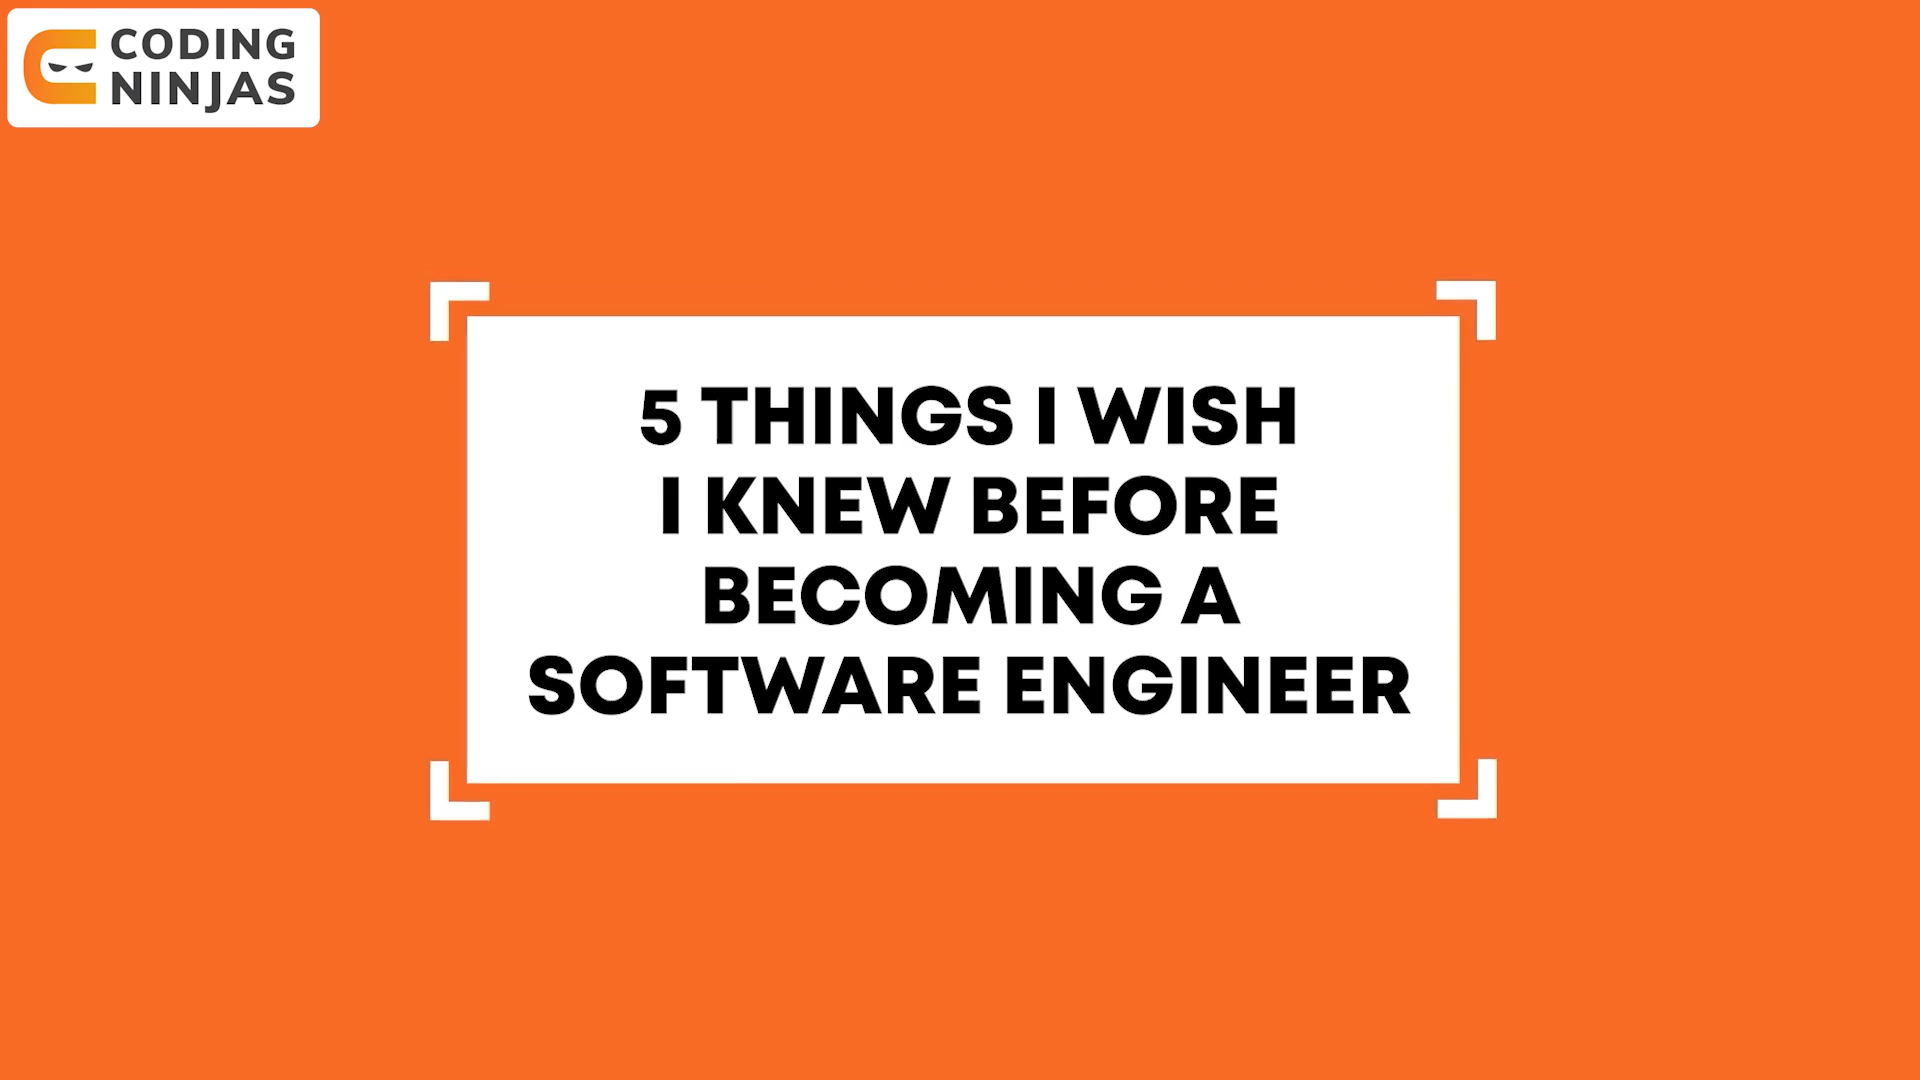 CODING
NINJAS
5 THINGS I WISH
I KNEW BEFORE
BECOMING A
SOFTWARE ENGINEER